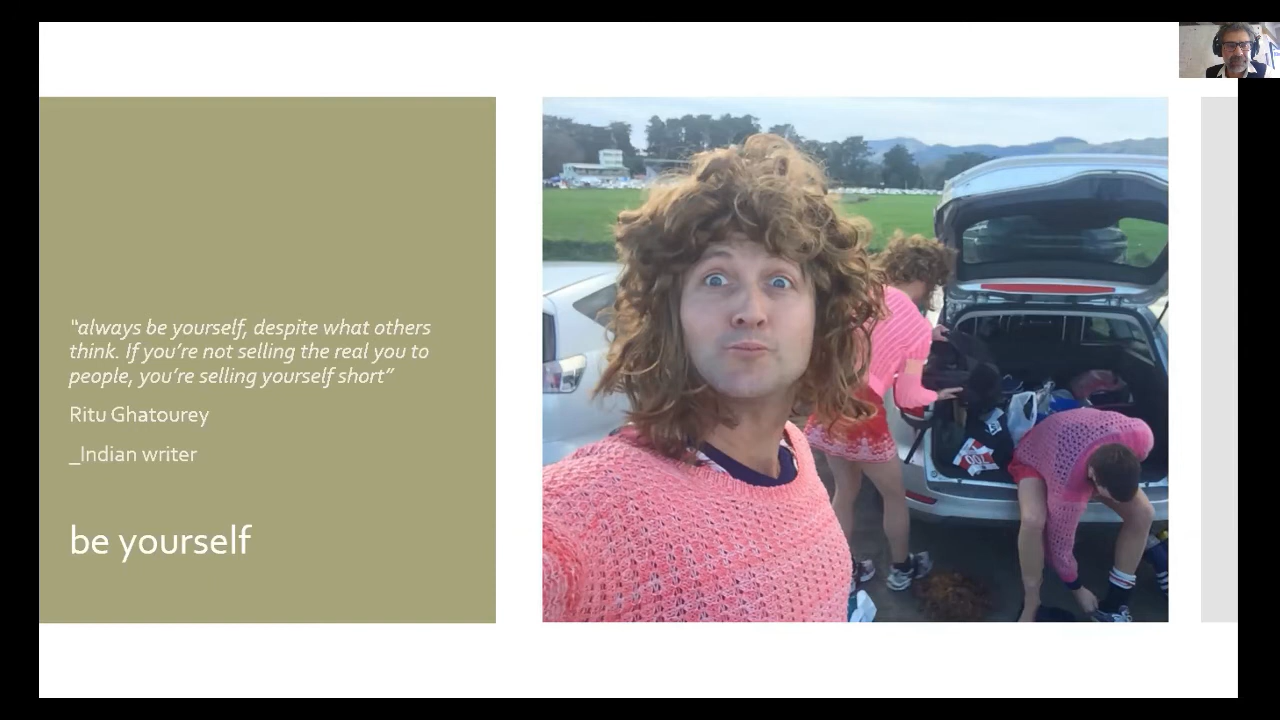 “always be yourself, despite what others
think. If you’re not selling the real you to
people, you’re selling yourself short”
Ritu Ghatourey
_Indian writer
be yourself